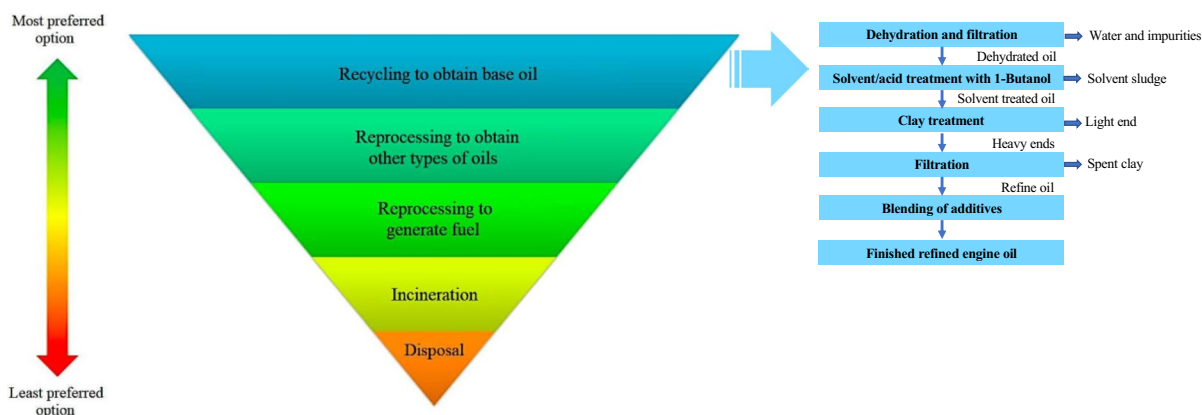 Most preferred
option
Recycling to obtain base oil
Reprocessing to obtain
other types of oils
Reprocessing to
generate fuel
Incineration
Disposal
Least preferred
option
Dehydration and filtration
Water and impurities
Dehydrated oil
Solvent/acid treatment with 1-Butanol
Solvent sludge
Solvent treated oil
Clay treatment
Light end
Heavy ends
Filtration
Spent clay
Refine oil
Blending of additives
Finished refined engine oil